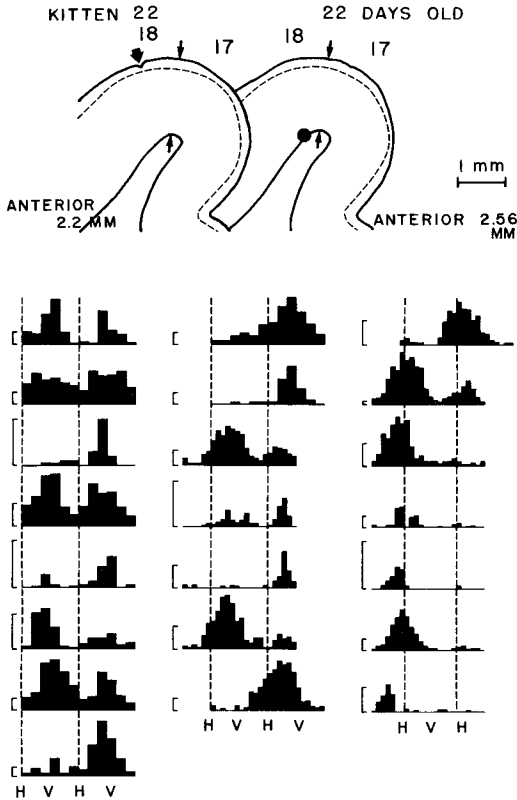 KITTEN 22
22 DAYS OLD
18
17
18
17
1 mm
ANTERIOR
2.2 MM
ANTERIOR 2.56
MM
H V H V
H V H
H V H V